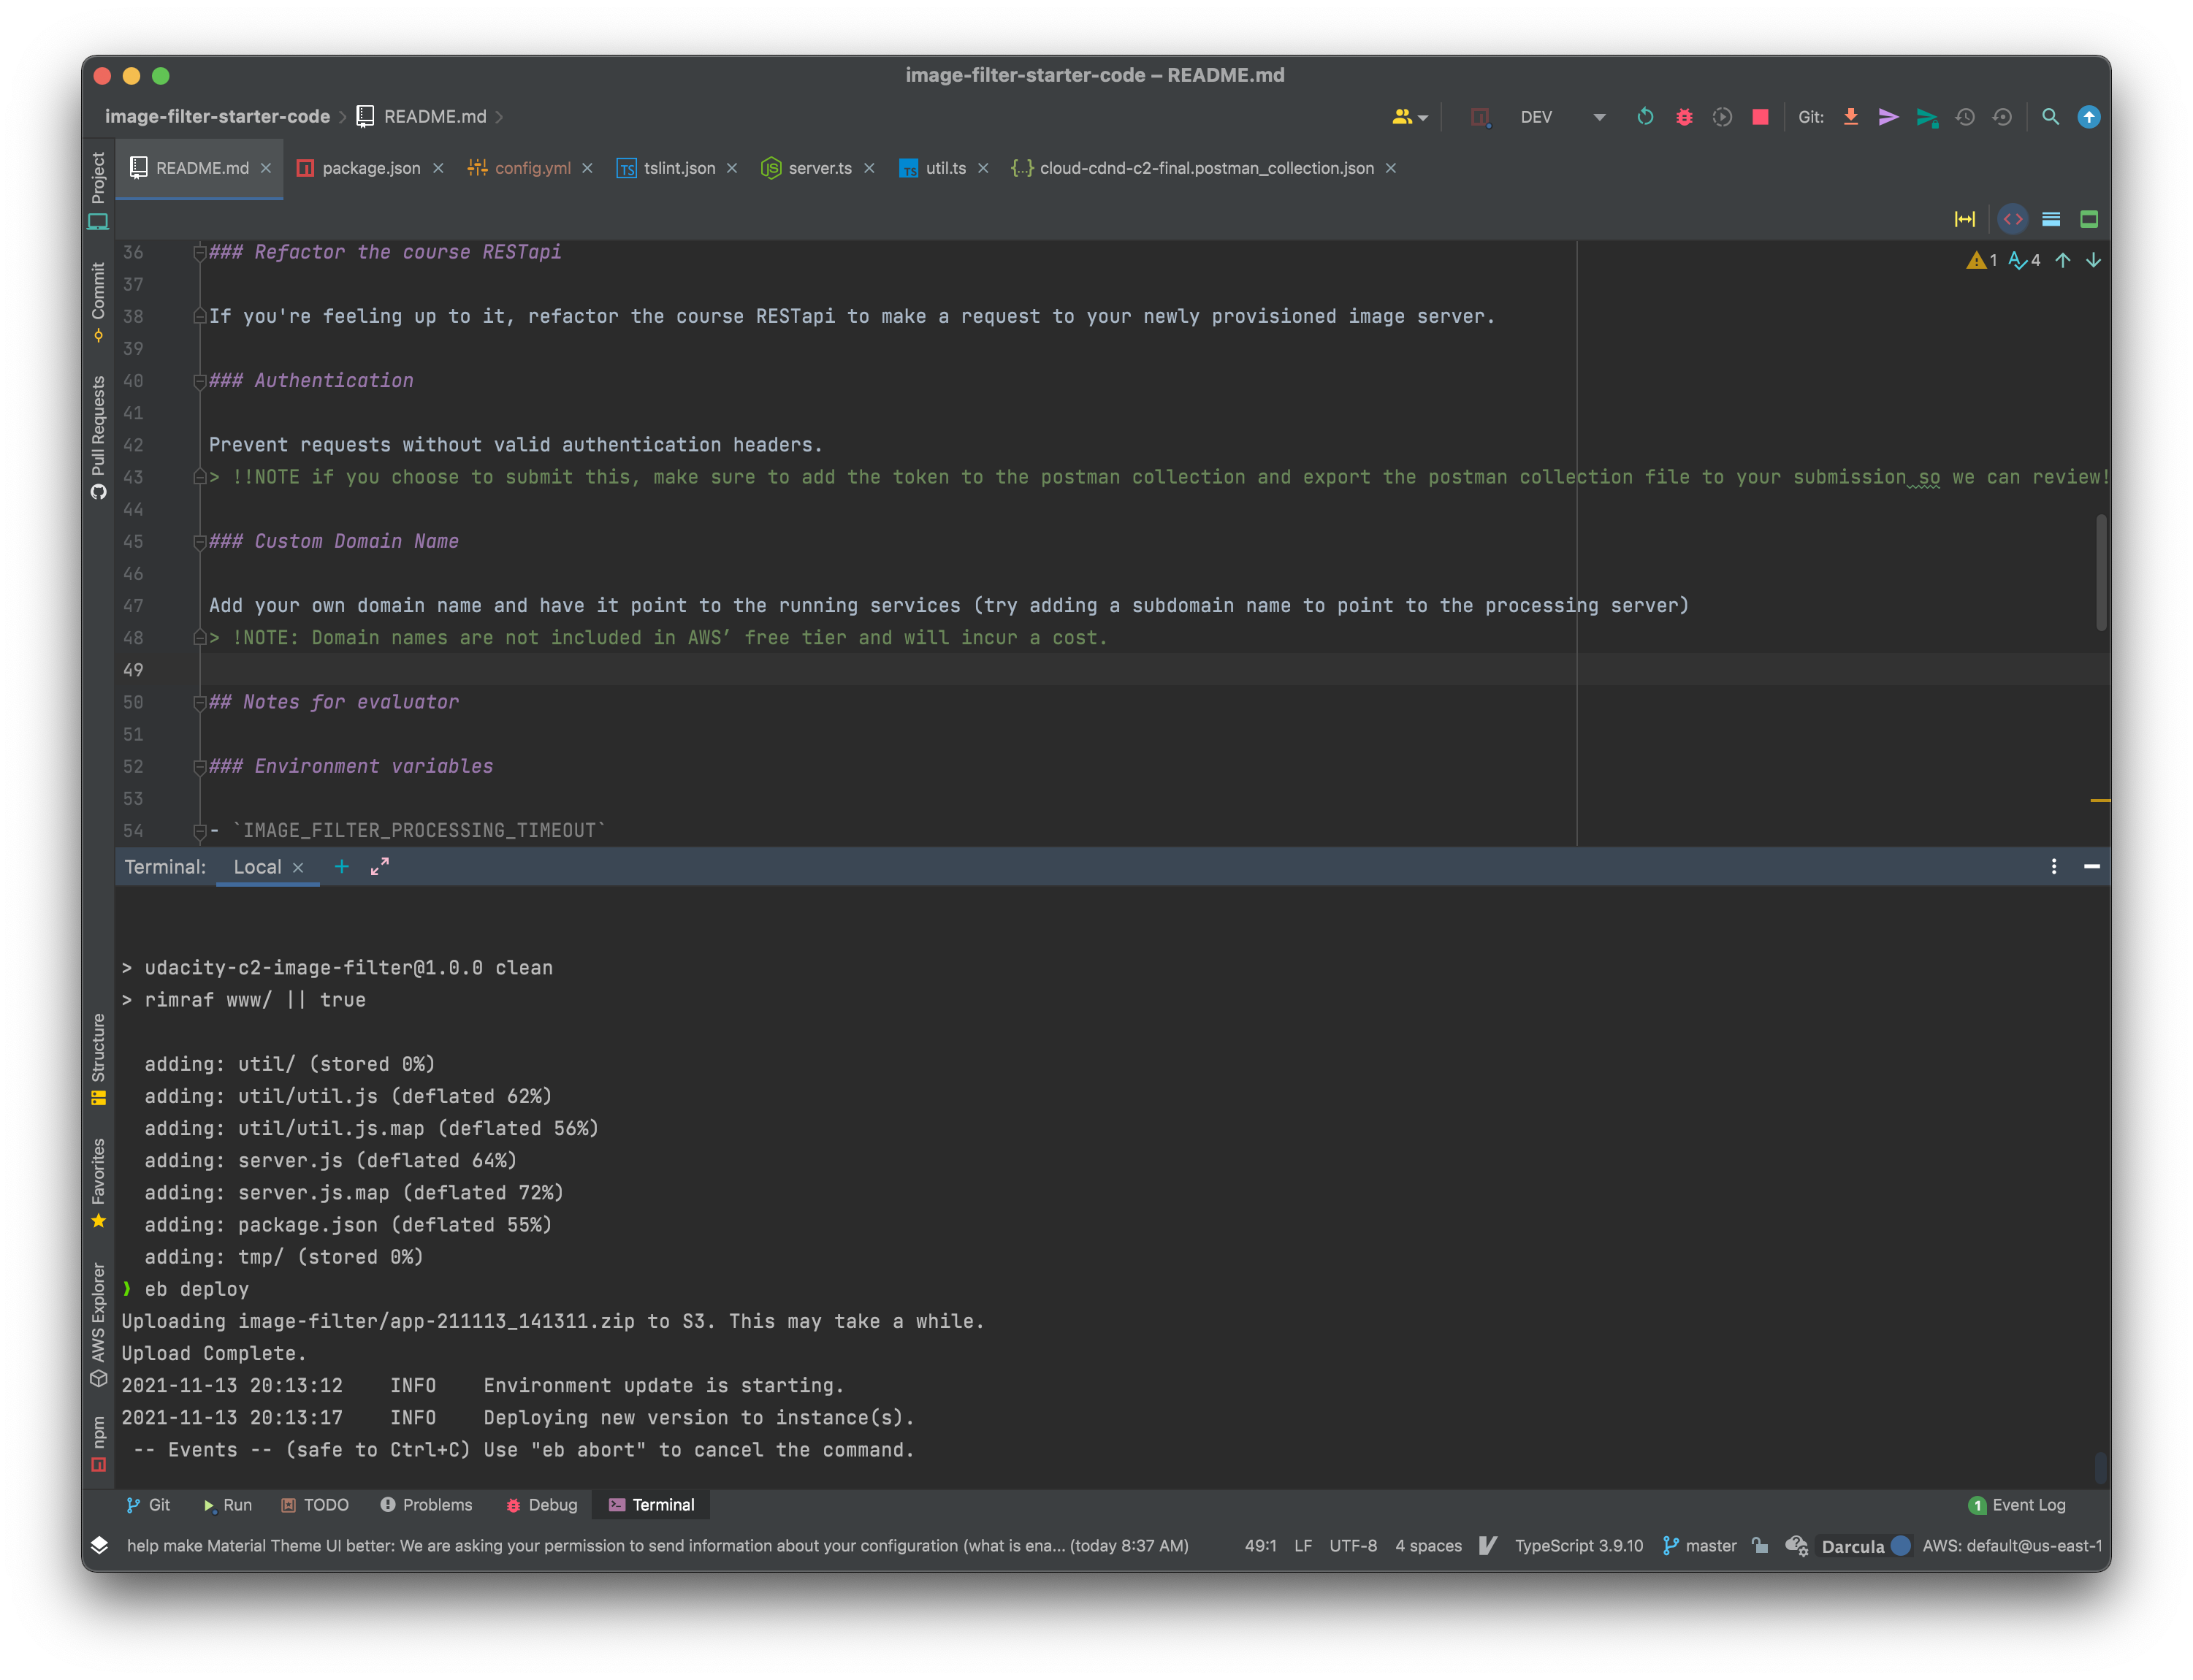 image-filter-starter-code – README.md
image-filter-starter-code README.md
DEV Git:
README.md package.json config.yml tslint.json server.ts util.ts cloud-cdnd-c2-final.postman_collection.json
1 4
36 ### Refactor the course RESTapi
37
38 If you're feeling up to it, refactor the course RESTapi to make a request to your newly provisioned image server.
39
40 ### Authentication
41
42 Prevent requests without valid authentication headers.
43 > !!NOTE if you choose to submit this, make sure to add the token to the postman collection and export the postman collection file to your submission so we can review!
44
45 ### Custom Domain Name
46
47 Add your own domain name and have it point to the running services (try adding a subdomain name to point to the processing server)
48 > !NOTE: Domain names are not included in AWS’ free tier and will incur a cost.
49
50 ## Notes for evaluator
51
52 ### Environment variables
53
54 - `IMAGE_FILTER_PROCESSING_TIMEOUT`
Project
Commit
Pull Requests
Structure
Favorites
AWS Explorer
npm
Terminal: Local
> udacity-c2-image-filter@1.0.0 clean
> rimraf www/ || true
adding: util/ (stored 0%)
adding: util/util.js (deflated 62%)
adding: util/util.js.map (deflated 56%)
adding: server.js (deflated 64%)
adding: server.js.map (deflated 72%)
adding: package.json (deflated 55%)
adding: tmp/ (stored 0%)
❯ eb deploy
Uploading image-filter/app-211113_141311.zip to S3. This may take a while.
Upload Complete.
2021-11-13 20:13:12 INFO Environment update is starting.
2021-11-13 20:13:17 INFO Deploying new version to instance(s).
-- Events -- (safe to Ctrl+C) Use "eb abort" to cancel the command.
Git Run TODO Problems Debug Terminal 1 Event Log
help make Material Theme UI better: We are asking your permission to send information about your configuration (what is ena... (today 8:37 AM) 49:1 LF UTF-8 4 spaces TypeScript 3.9.10 master Darcula AWS: default@us-east-1